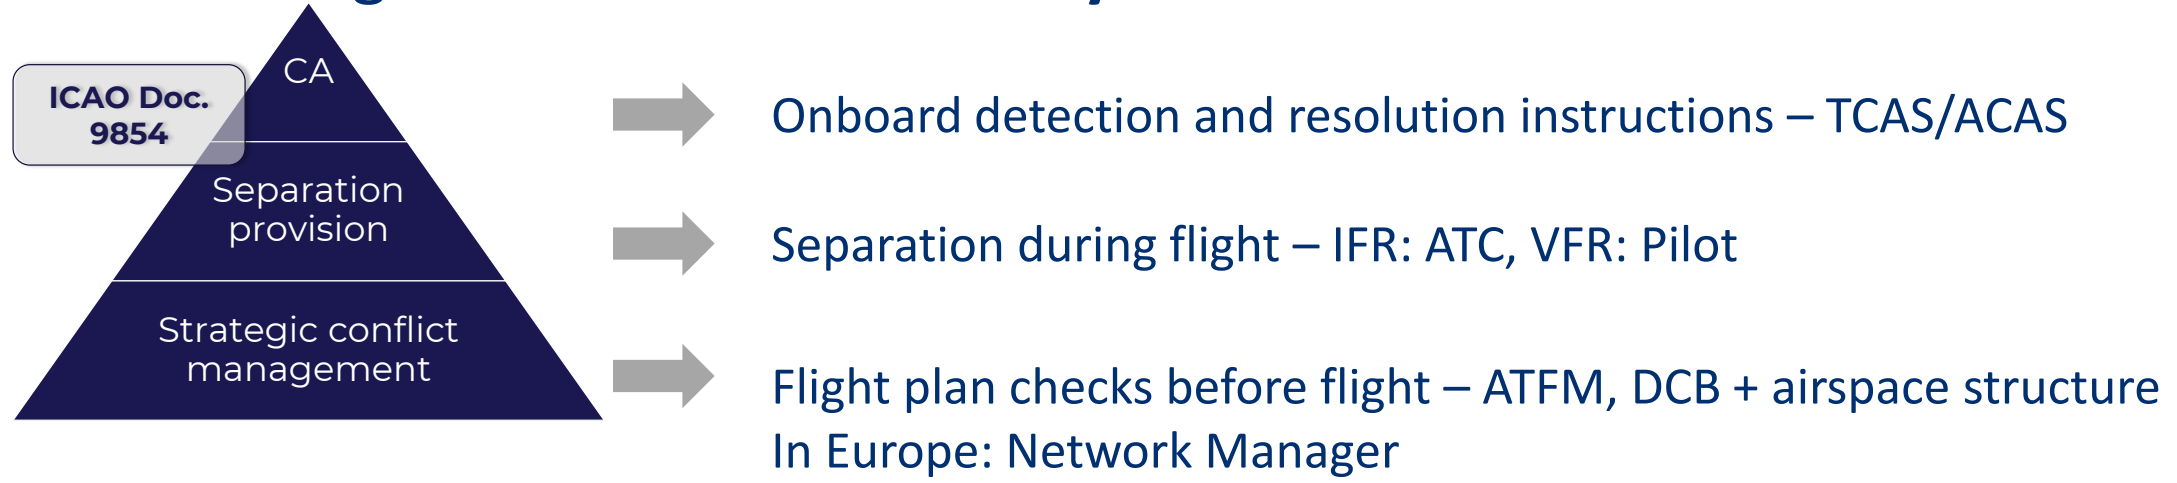 CA
ICAO Doc.
9854
Onboard detection and resolution instructions – TCAS/ACAS
Separation
provision
Separation during flight – IFR: ATC, VFR: Pilot
Strategic conflict
management
Flight plan checks before flight – ATFM, DCB + airspace structure
In Europe: Network Manager